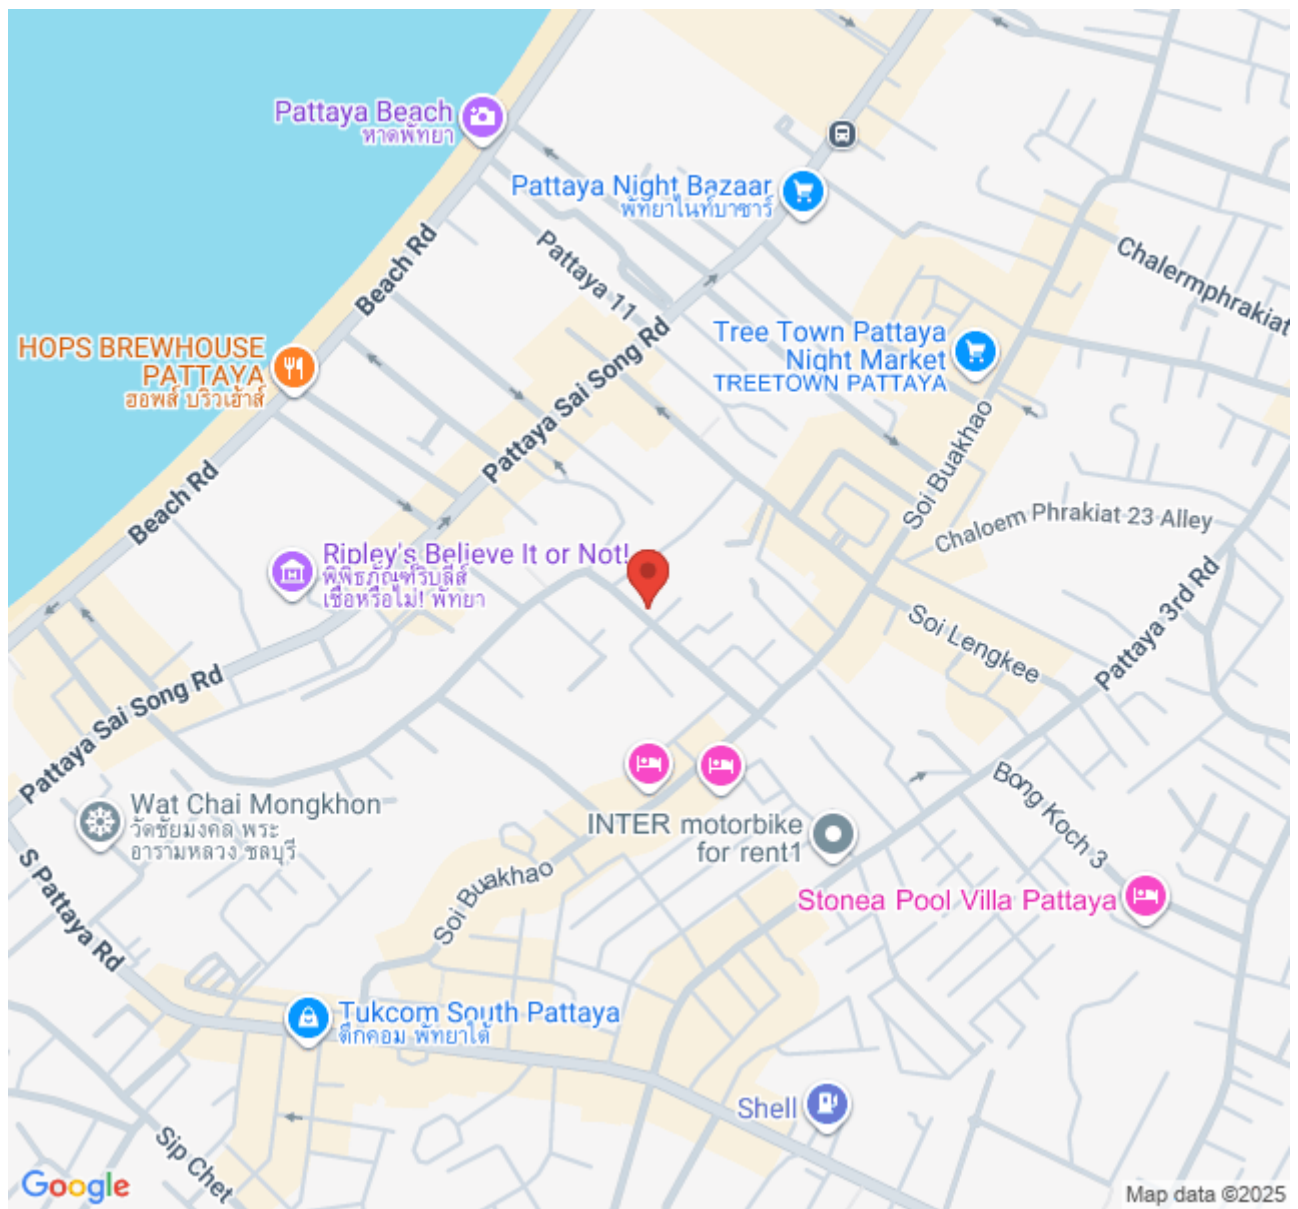 Pattaya Beach
หาดพัทยา
Pattaya Night Bazaar
พัทยาไนท์บาซาร์
Beach Rd
Pattaya 11
Chalermphrakiat
HOPS BREWHOUSE
PATTAYA
ฮอพส์ บริวเฮ้าส์
Pattaya Sai Song Rd
Tree Town Pattaya
Night Market
TREETOWN PATTAYA
Soi Buakhao
Beach Rd
Chaloem Phrakiat 23 Alley
Ripley's Believe It or Not!
พิพิธภัณฑ์ริบลีส์
เชื่อหรือไม่! พัทยา
Soi Lengkee
Pattaya 3rd Rd
Pattaya Sai Song Rd
Wat Chai Mongkhon
วัดชัยมงคล พระ
อารามหลวง ชลบุรี
INTER motorbike
for rent1
Bong Koch 3
Stonea Pool Villa Pattaya
Soi Buakhao
S Pattaya Rd
Tukcom South Pattaya
ตึกคอม พัทยาใต้
Shell
Sip Chet
Google
Map data ©2025